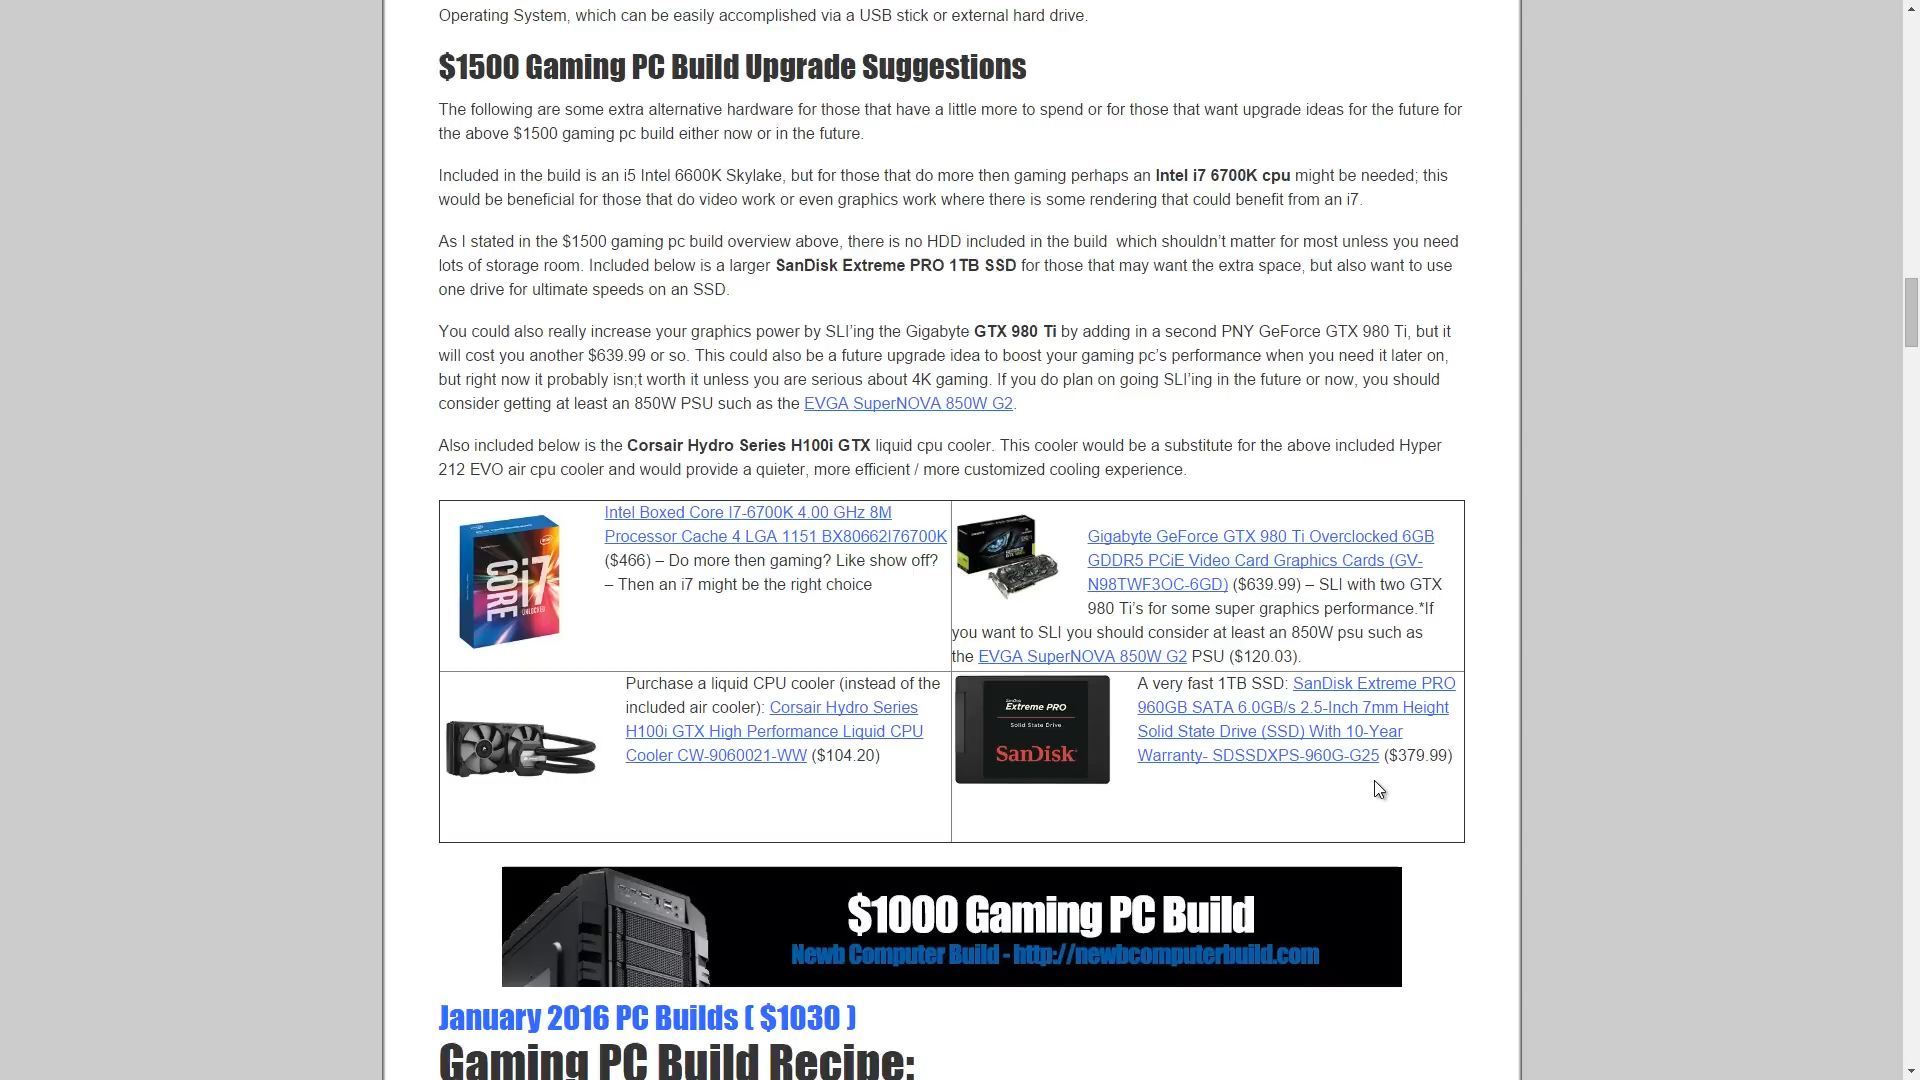 Operating System, which can be easily accomplished via a USB stick or external hard drive.
$1500 Gaming PC Build Upgrade Suggestions
The following are some extra alternative hardware for those that have a little more to spend or for those that want upgrade ideas for the future for
the above $1500 gaming pc build either now or in the future.
Included in the build is an i5 Intel 6600K Skylake, but for those that do more then gaming perhaps an Intel i7 6700K cpu might be needed; this
would be beneficial for those that do video work or even graphics work where there is some rendering that could benefit from an i7.
As I stated in the $1500 gaming pc build overview above, there is no HDD included in the build  which shouldn’t matter for most unless you need
lots of storage room. Included below is a larger SanDisk Extreme PRO 1TB SSD for those that may want the extra space, but also want to use
one drive for ultimate speeds on an SSD.
You could also really increase your graphics power by SLI’ing the Gigabyte GTX 980 Ti by adding in a second PNY GeForce GTX 980 Ti, but it
will cost you another $639.99 or so. This could also be a future upgrade idea to boost your gaming pc’s performance when you need it later on,
but right now it probably isn;t worth it unless you are serious about 4K gaming. If you do plan on going SLI’ing in the future or now, you should
consider getting at least an 850W PSU such as the EVGA SuperNOVA 850W G2.
Also included below is the Corsair Hydro Series H100i GTX liquid cpu cooler. This cooler would be a substitute for the above included Hyper
212 EVO air cpu cooler and would provide a quieter, more efficient / more customized cooling experience.
CORE i7
UNLOCKED
Intel Boxed Core I7-6700K 4.00 GHz 8M
Processor Cache 4 LGA 1151 BX80662I76700K
($466) – Do more then gaming? Like show off?
– Then an i7 might be the right choice
Gigabyte GeForce GTX 980 Ti Overclocked 6GB
GDDR5 PCiE Video Card Graphics Cards (GV-
N98TWF3OC-6GD) ($639.99) – SLI with two GTX
980 Ti’s for some super graphics performance.*If
you want to SLI you should consider at least an 850W psu such as
the EVGA SuperNOVA 850W G2 PSU ($120.03).
Purchase a liquid CPU cooler (instead of the
included air cooler): Corsair Hydro Series
H100i GTX High Performance Liquid CPU
Cooler CW-9060021-WW ($104.20)
SanDisk
Extreme PRO
Solid State Drive
SanDisk
A very fast 1TB SSD: SanDisk Extreme PRO
960GB SATA 6.0GB/s 2.5-Inch 7mm Height
Solid State Drive (SSD) With 10-Year
Warranty- SDSSDXPS-960G-G25 ($379.99)
$1000 Gaming PC Build
Newb Computer Build - http://newbcomputerbuild.com
January 2016 PC Builds ( $1030 )
Gaming PC Build Recipe: